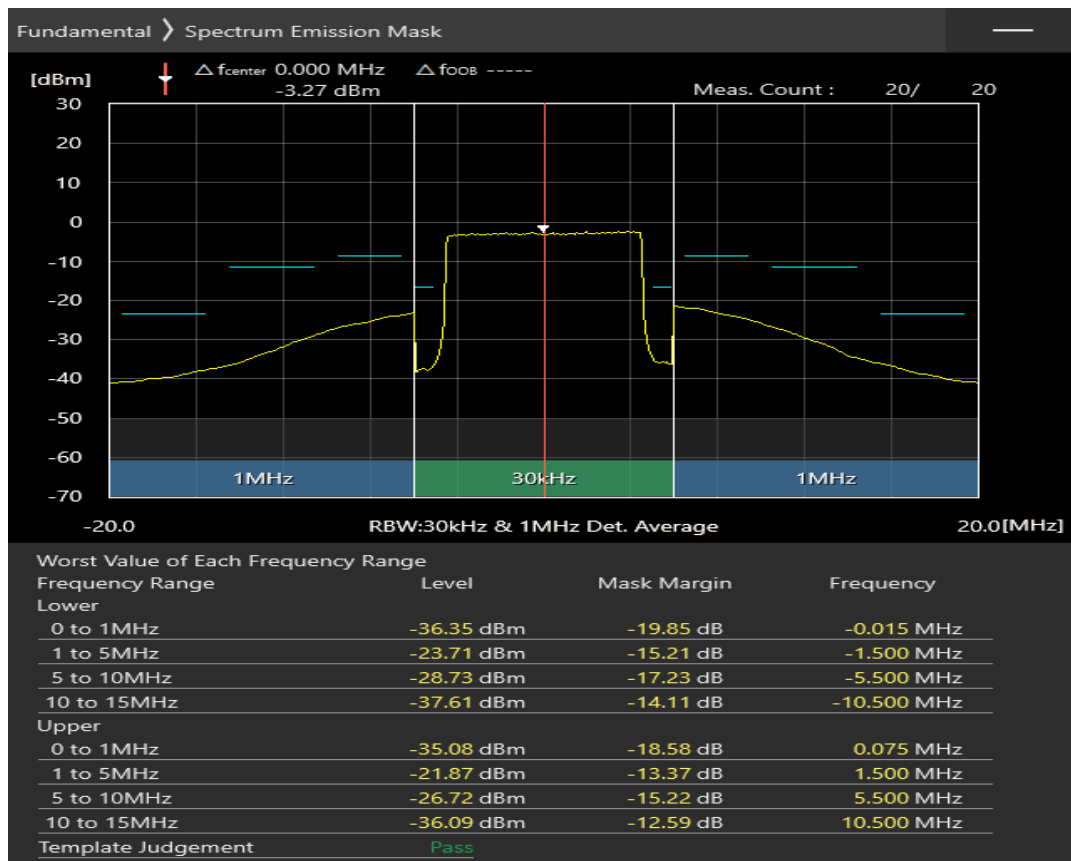 Fundamental ❯ Spectrum Emission Mask
[dBm] △ fcenter 0.000 MHz △ fOOB -----
-3.27 dBm Meas. Count : 20/ 20
30
20
10
0
-10
-20
-30
-40
-50
-60
1MHz 30kHz 1MHz
-70
-20.0 RBW:30kHz & 1MHz Det. Average 20.0[MHz]
Worst Value of Each Frequency Range
Frequency Range Level Mask Margin Frequency
Lower
0 to 1MHz -36.35 dBm -19.85 dB -0.015 MHz
1 to 5MHz -23.71 dBm -15.21 dB -1.500 MHz
5 to 10MHz -28.73 dBm -17.23 dB -5.500 MHz
10 to 15MHz -37.61 dBm -14.11 dB -10.500 MHz
Upper
0 to 1MHz -35.08 dBm -18.58 dB 0.075 MHz
1 to 5MHz -21.87 dBm -13.37 dB 1.500 MHz
5 to 10MHz -26.72 dBm -15.22 dB 5.500 MHz
10 to 15MHz -36.09 dBm -12.59 dB 10.500 MHz
Template Judgement Pass